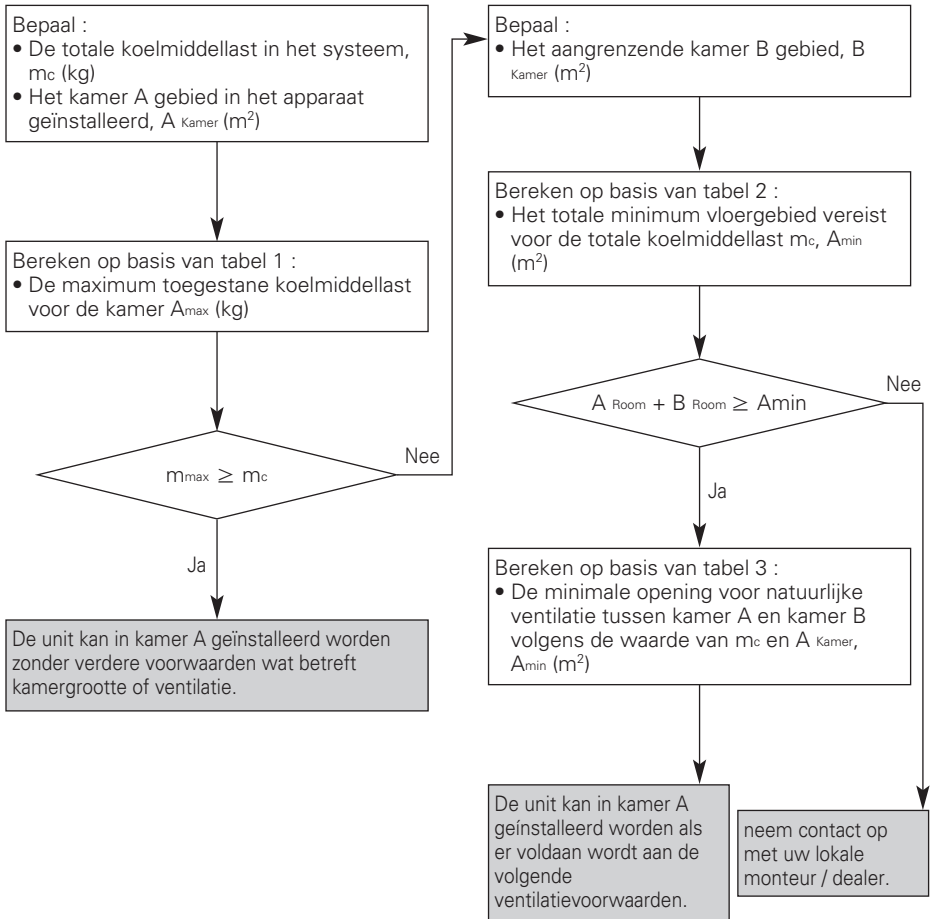 Bepaal :
• De totale koelmiddellast in het systeem,
mc (kg)
• Het kamer A gebied in het apparaat
geïnstalleerd, A Kamer (m²)
Bereken op basis van tabel 1 :
• De maximum toegestane koelmiddellast
voor de kamer Amax (kg)
mmax ≥ mc
Nee
Ja
De unit kan in kamer A geïnstalleerd worden
zonder verdere voorwaarden wat betreft
kamergrootte of ventilatie.
Bepaal :
• Het aangrenzende kamer B gebied, B
Kamer (m²)
Bereken op basis van tabel 2 :
• Het totale minimum vloergebied vereist
voor de totale koelmiddellast mc, Amin
(m²)
A Room + B Room ≥ Amin
Nee
Ja
Bereken op basis van tabel 3 :
• De minimale opening voor natuurlijke
ventilatie tussen kamer A en kamer B
volgens de waarde van mc en A Kamer,
Amin (m²)
De unit kan in kamer A
geínstalleerd worden als
er voldaan wordt aan de
volgende
ventilatievoorwaarden.
neem contact op
met uw lokale
monteur / dealer.